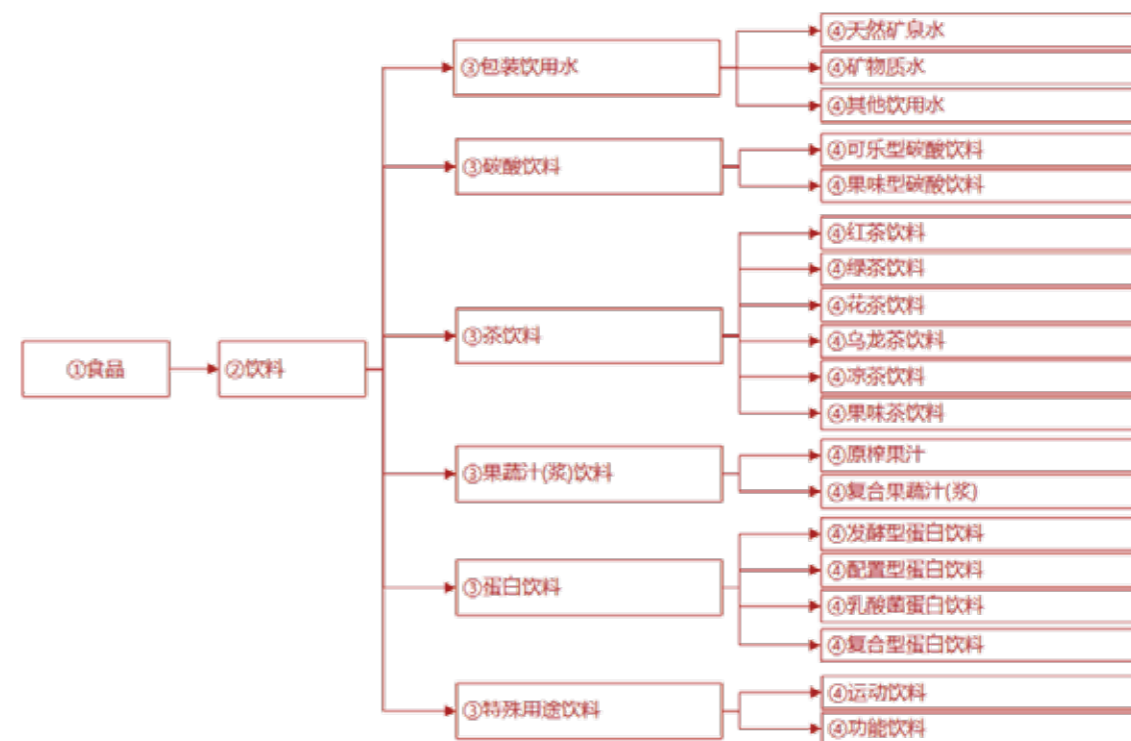 ①食品
②饮料
③包装饮用水
④天然矿泉水
④矿物质水
④其他饮用水
③碳酸饮料
④可乐型碳酸饮料
④果味型碳酸饮料
③茶饮料
④红茶饮料
④绿茶饮料
④花茶饮料
④乌龙茶饮料
④凉茶饮料
④果味茶饮料
③果蔬汁(浆)饮料
④原榨果汁
④复合果蔬汁(浆)
③蛋白饮料
④发酵型蛋白饮料
④配置型蛋白饮料
④乳酸菌蛋白饮料
④复合型蛋白饮料
③特殊用途饮料
④运动饮料
④功能饮料